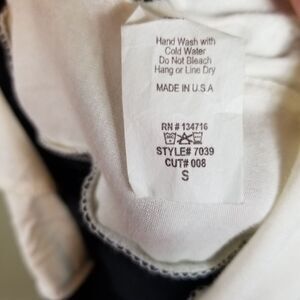 Hand Wash with
Cold Water
Do Not Bleach
Hang or Line Dry
MADE IN U.S.A
RN # 134716
STYLE# 7039
CUT# 008
S